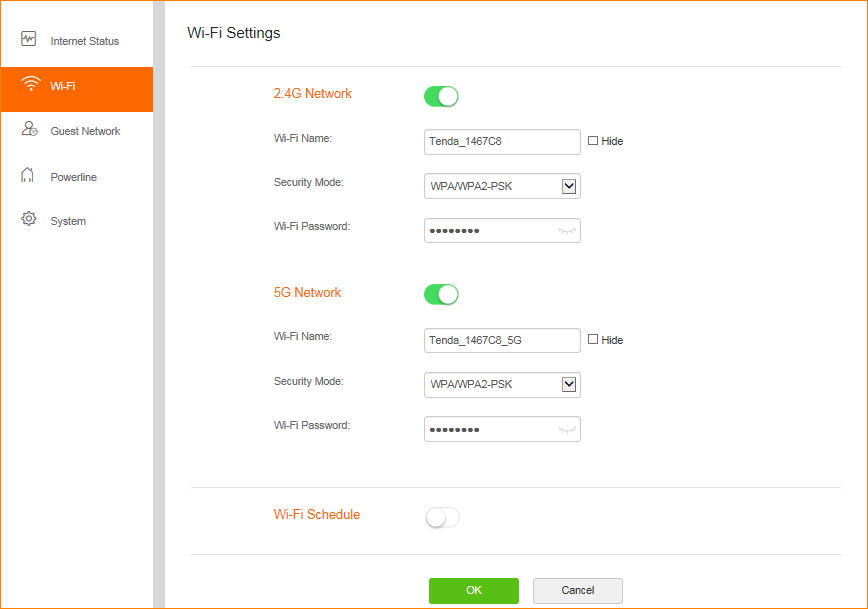 Internet Status
Wi-Fi
Guest Network
Powerline
System
Wi-Fi Settings
2.4G Network
Wi-Fi Name: Tenda_1467C8 Hide
Security Mode: WPA/WPA2-PSK
Wi-Fi Password: ●●●●●●●●
5G Network
Wi-Fi Name: Tenda_1467C8_5G Hide
Security Mode: WPA/WPA2-PSK
Wi-Fi Password: ●●●●●●●●
Wi-Fi Schedule
OK Cancel